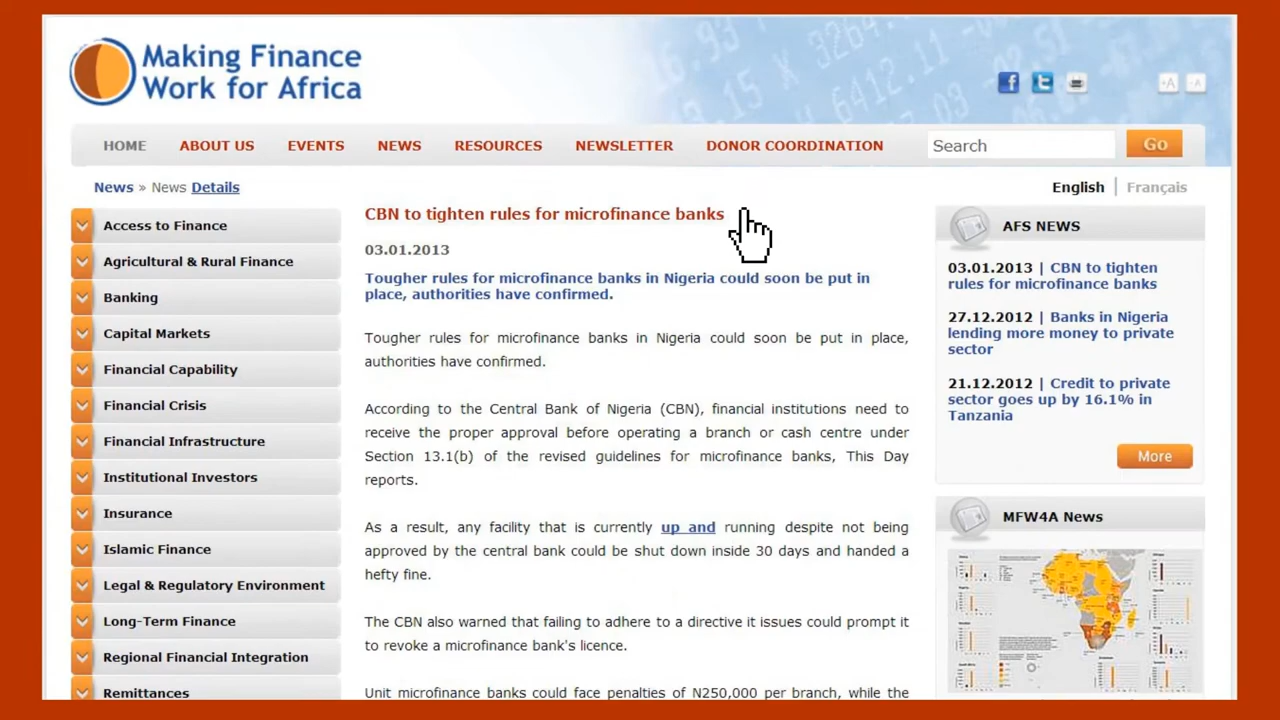 Making Finance
Work for Africa
+A -A
HOME ABOUT US EVENTS NEWS RESOURCES NEWSLETTER DONOR COORDINATION Search Go
News » News Details
English | Français
Access to Finance
Agricultural & Rural Finance
Banking
Capital Markets
Financial Capability
Financial Crisis
Financial Infrastructure
Institutional Investors
Insurance
Islamic Finance
Legal & Regulatory Environment
Long-Term Finance
Regional Financial Integration
Remittances
CBN to tighten rules for microfinance banks
03.01.2013
Tougher rules for microfinance banks in Nigeria could soon be put in
place, authorities have confirmed.
Tougher rules for microfinance banks in Nigeria could soon be put in place,
authorities have confirmed.
According to the Central Bank of Nigeria (CBN), financial institutions need to
receive the proper approval before operating a branch or cash centre under
Section 13.1(b) of the revised guidelines for microfinance banks, This Day
reports.
As a result, any facility that is currently up and running despite not being
approved by the central bank could be shut down inside 30 days and handed a
hefty fine.
The CBN also warned that failing to adhere to a directive it issues could prompt it
to revoke a microfinance bank's licence.
Unit microfinance banks could face penalties of N250,000 per branch, while the
AFS NEWS
03.01.2013 | CBN to tighten
rules for microfinance banks
27.12.2012 | Banks in Nigeria
lending more money to private
sector
21.12.2012 | Credit to private
sector goes up by 16.1% in
Tanzania
More
MFW4A News